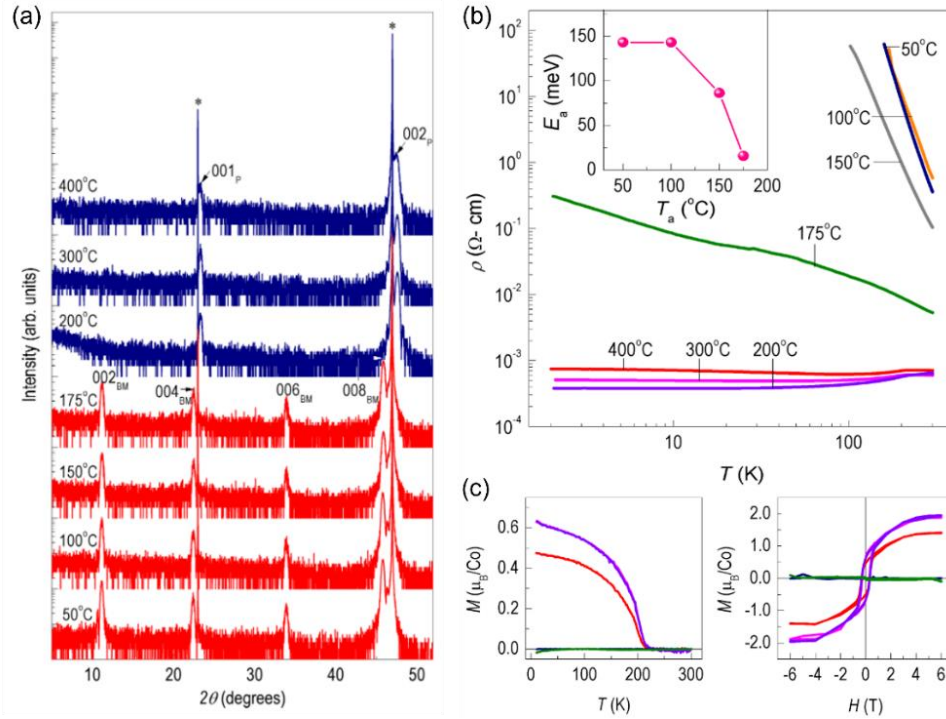 (a)
Intensity (arb. units)
*
*
002P
001P
400°C
300°C
200°C
002BM
004BM
006BM
008BM
175°C
150°C
100°C
50°C
10 20 30 40 50
2θ (degrees)
(b)
ρ (Ω- cm)
10² 10¹ 10⁰ 10⁻¹ 10⁻² 10⁻³ 10⁻⁴
Ea (meV)
150
100
50
0
50 100 150 200
Ta (°C)
50°C
100°C
150°C
175°C
400°C 300°C 200°C
10 100
T (K)
(c)
M (μB/Co)
0.6
0.4
0.2
0.0
0 100 200 300
T (K)
M (μB/Co)
2.0
1.0
0.0
-1.0
-2.0
-6 -4 -2 0 2 4 6
H (T)